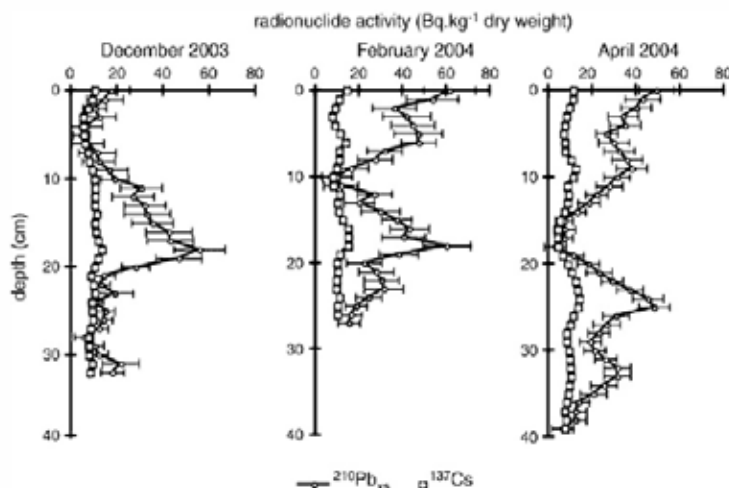 radionuclide activity (Bq.kg⁻¹ dry weight)
December 2003 February 2004 April 2004
0 20 40 60 80 0 20 40 60 80 0 20 40 60 80
0 0 0
10 10 10
20 20 20
30 30 30
40 40 40
depth (cm)
²¹⁰Pb ¹³⁷Cs